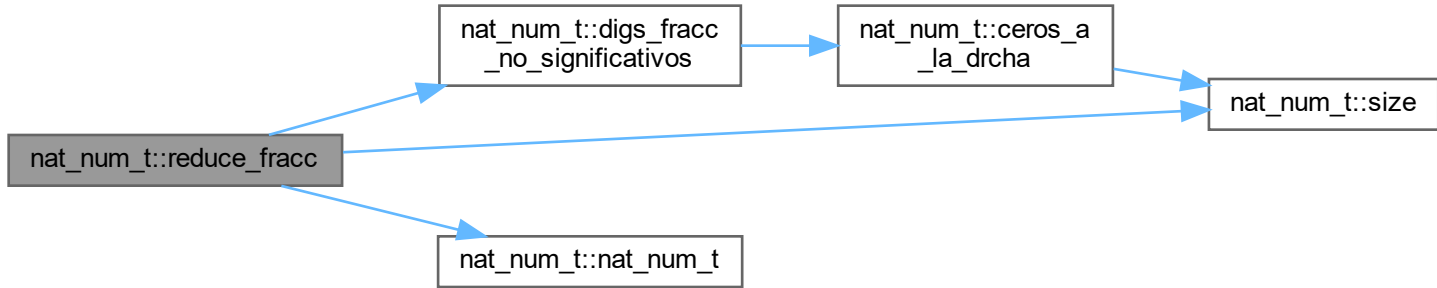 nat_num_t::reduce_fracc
nat_num_t::digs_fracc
_no_significativos
nat_num_t::ceros_a
_la_drcha
nat_num_t::size
nat_num_t::nat_num_t